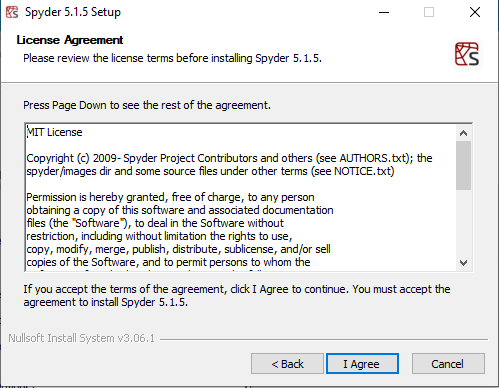 Spyder 5.1.5 Setup
License Agreement
Please review the license terms before installing Spyder 5.1.5.
Press Page Down to see the rest of the agreement.
MIT License
Copyright (c) 2009- Spyder Project Contributors and others (see AUTHORS.txt); the
spyder/images dir and some source files under other terms (see NOTICE.txt)
Permission is hereby granted, free of charge, to any person
obtaining a copy of this software and associated documentation
files (the "Software"), to deal in the Software without
restriction, including without limitation the rights to use,
copy, modify, merge, publish, distribute, sublicense, and/or sell
copies of the Software, and to permit persons to whom the
If you accept the terms of the agreement, click I Agree to continue. You must accept the
agreement to install Spyder 5.1.5.
Nullsoft Install System v3.06.1
< Back
I Agree
Cancel